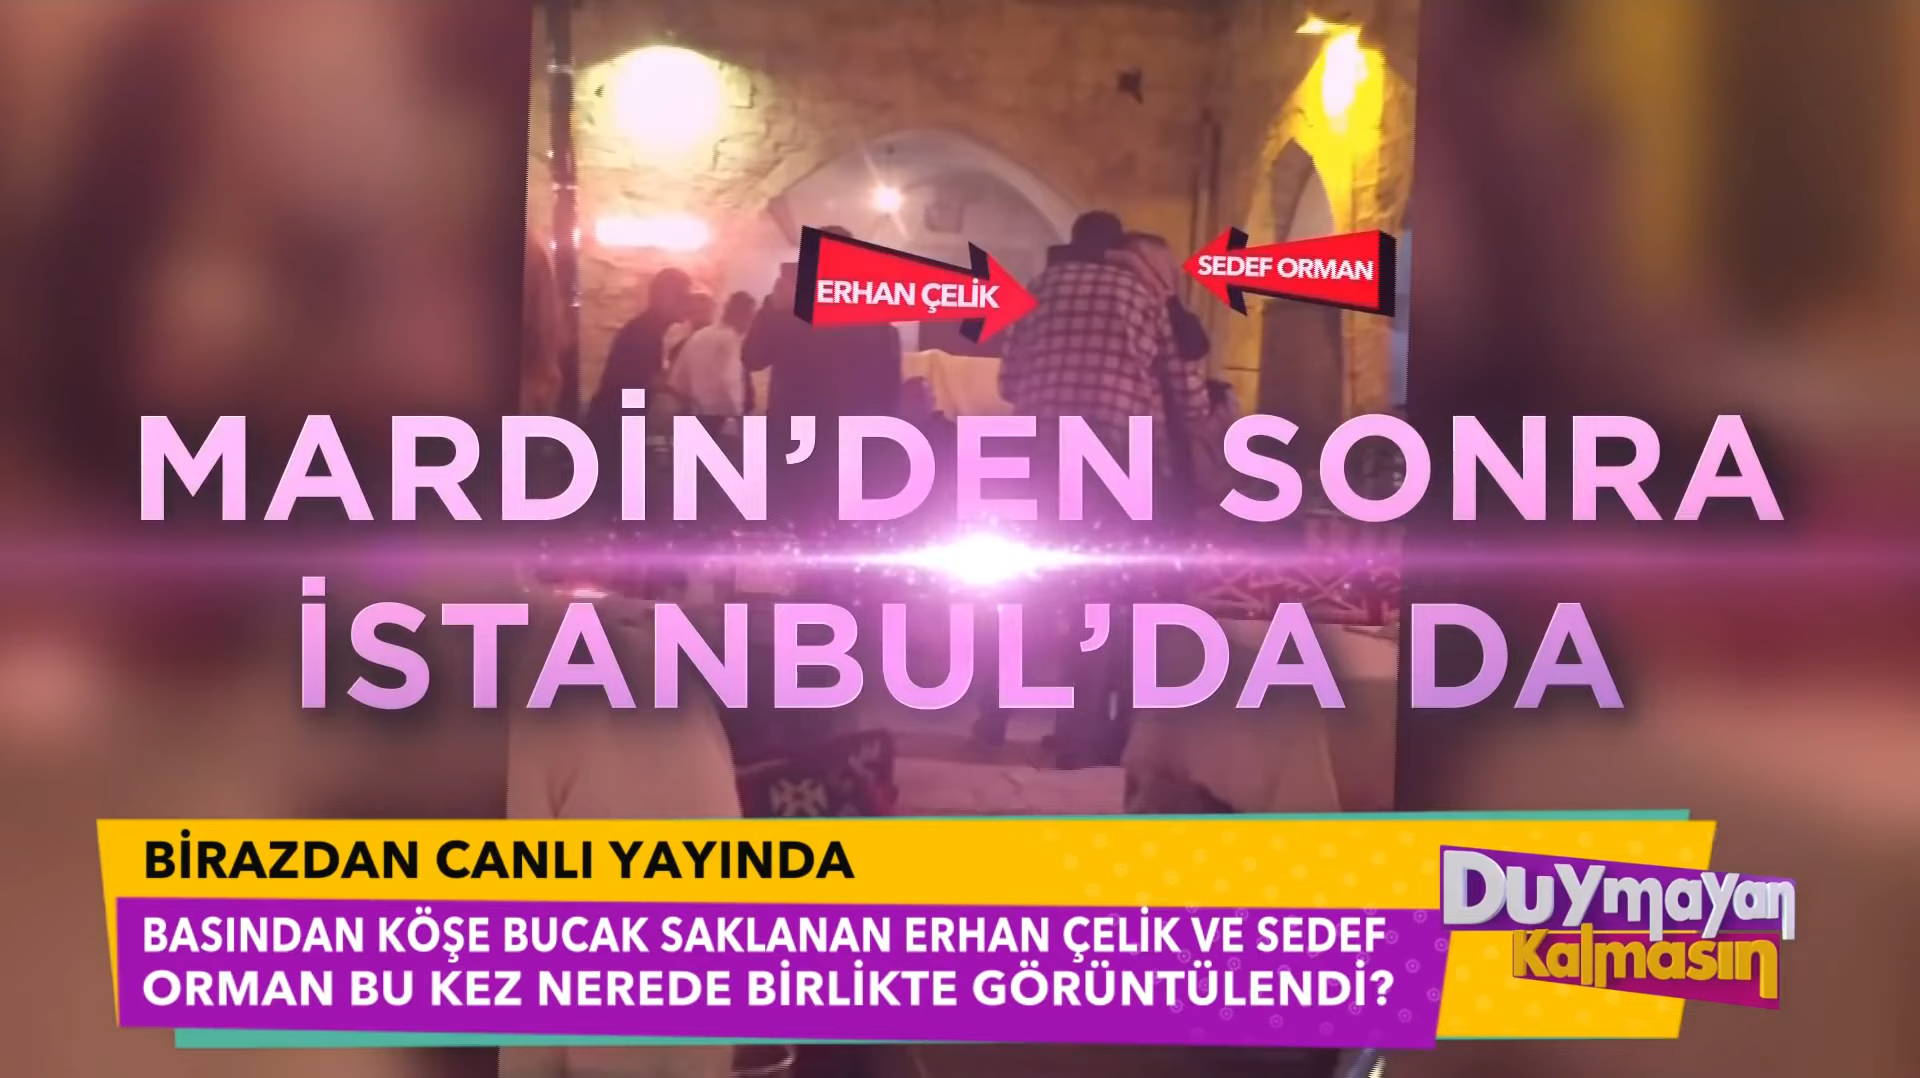 ERHAN ÇELİK
SEDEF ORMAN
MARDİN’DEN SONRA
İSTANBUL’DA DA
BİRAZDAN CANLI YAYINDA
BASINDAN KÖŞE BUCAK SAKLANAN ERHAN ÇELİK VE SEDEF
ORMAN BU KEZ NEREDE BİRLİKTE GÖRÜNTÜLENDİ?
Duymayan
Kalmasın